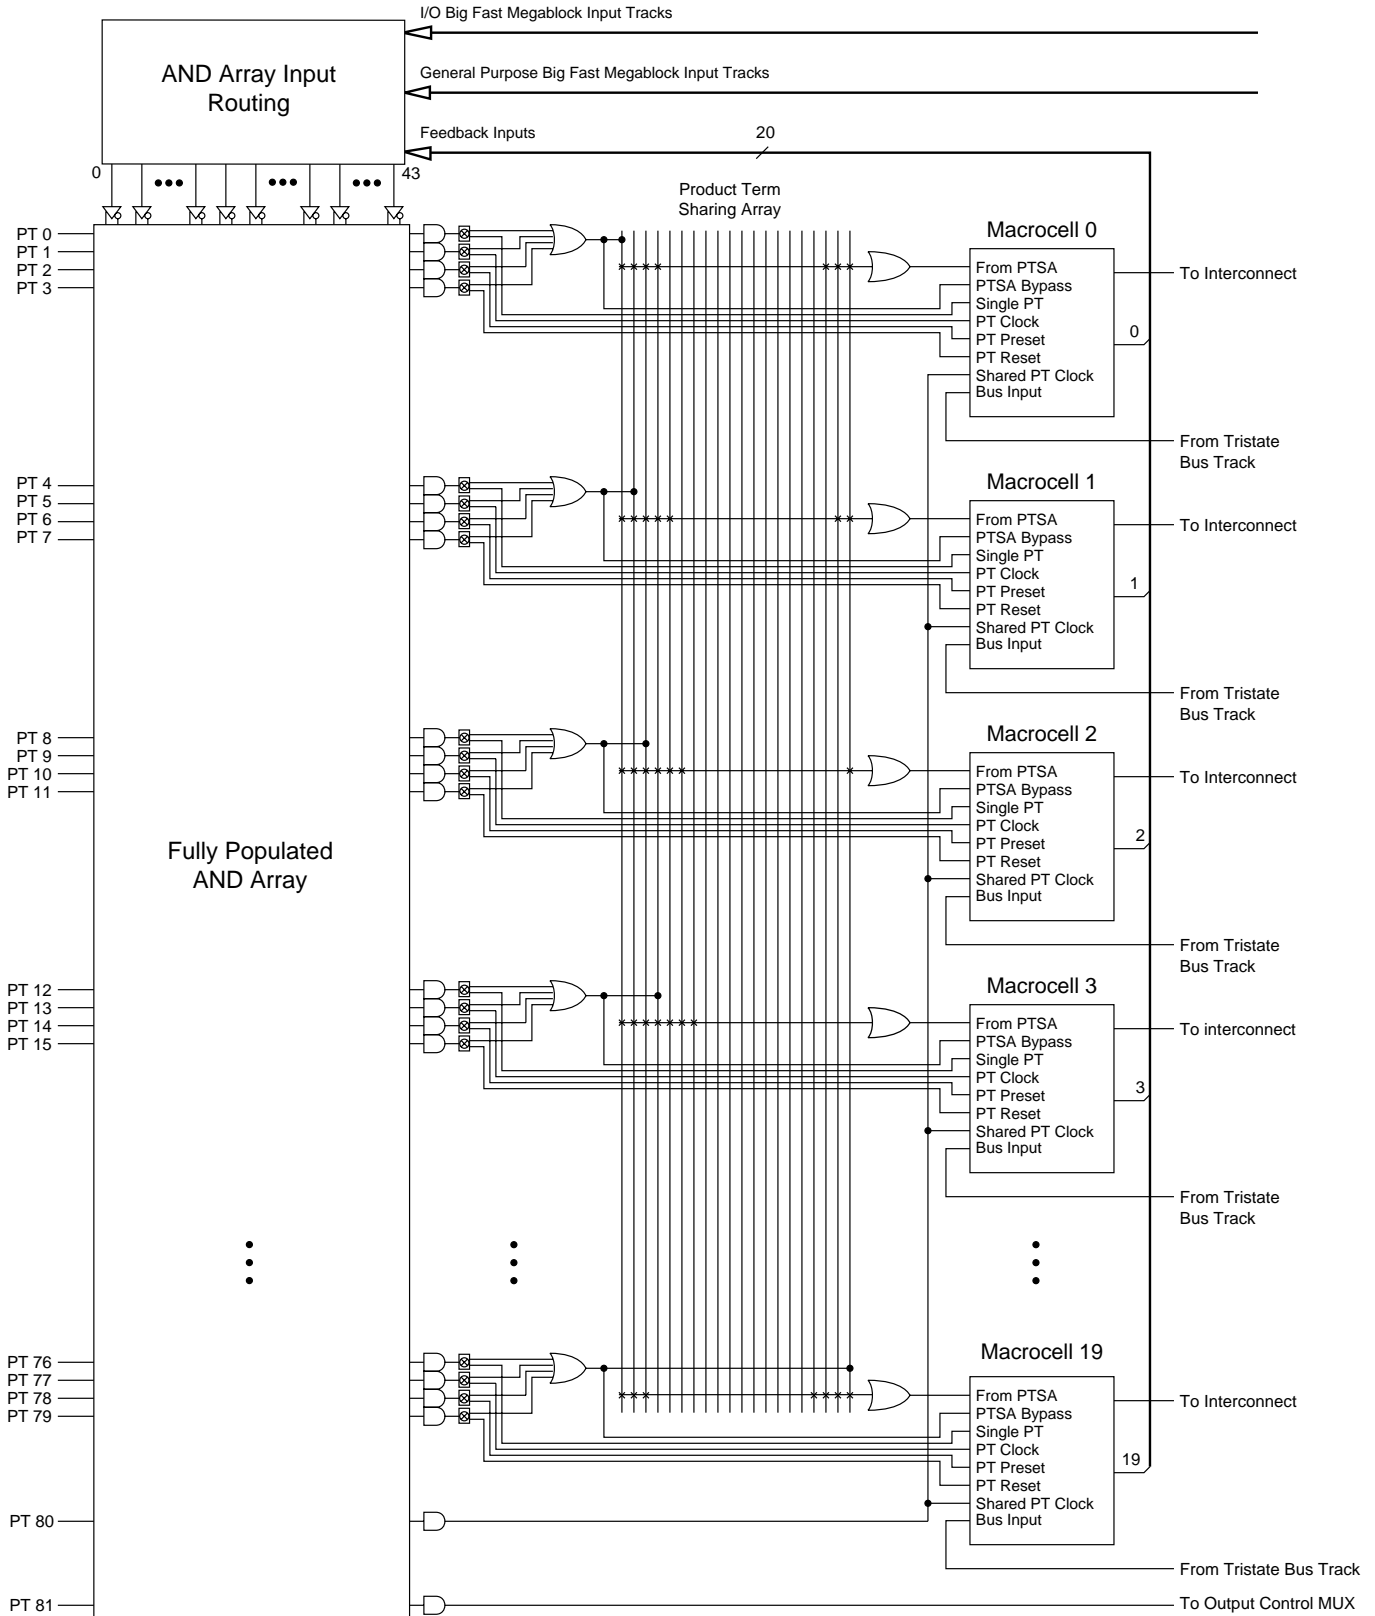 I/O Big Fast Megablock Input Tracks
AND Array Input
Routing
General Purpose Big Fast Megablock Input Tracks
Feedback Inputs
20
0
43
Product Term
Sharing Array
PT 0
PT 1
PT 2
PT 3
Macrocell 0
From PTSA
PTSA Bypass
Single PT
PT Clock
PT Preset
PT Reset
Shared PT Clock
Bus Input
To Interconnect
0
From Tristate
Bus Track
PT 4
PT 5
PT 6
PT 7
Macrocell 1
From PTSA
PTSA Bypass
Single PT
PT Clock
PT Preset
PT Reset
Shared PT Clock
Bus Input
To Interconnect
1
From Tristate
Bus Track
PT 8
PT 9
PT 10
PT 11
Macrocell 2
From PTSA
PTSA Bypass
Single PT
PT Clock
PT Preset
PT Reset
Shared PT Clock
Bus Input
To Interconnect
2
From Tristate
Bus Track
Fully Populated
AND Array
PT 12
PT 13
PT 14
PT 15
Macrocell 3
From PTSA
PTSA Bypass
Single PT
PT Clock
PT Preset
PT Reset
Shared PT Clock
Bus Input
To interconnect
3
From Tristate
Bus Track
PT 76
PT 77
PT 78
PT 79
Macrocell 19
From PTSA
PTSA Bypass
Single PT
PT Clock
PT Preset
PT Reset
Shared PT Clock
Bus Input
To Interconnect
19
PT 80
From Tristate Bus Track
PT 81
To Output Control MUX